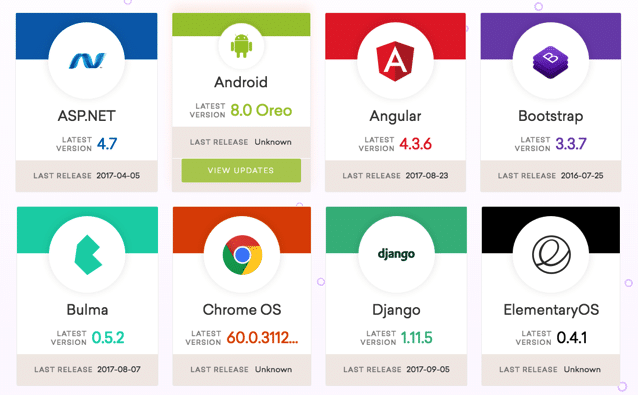 ASP.NET
LATEST VERSION 4.7
LAST RELEASE 2017-04-05
Android
LATEST VERSION 8.0 Oreo
LAST RELEASE Unknown
VIEW UPDATES
Angular
LATEST VERSION 4.3.6
LAST RELEASE 2017-08-23
B
Bootstrap
LATEST VERSION 3.3.7
LAST RELEASE 2016-07-25
Bulma
LATEST VERSION 0.5.2
LAST RELEASE 2017-08-07
Chrome OS
LATEST VERSION 60.0.3112...
LAST RELEASE Unknown
django
Django
LATEST VERSION 1.11.5
LAST RELEASE 2017-09-05
ElementaryOS
LATEST VERSION 0.4.1
LAST RELEASE Unknown